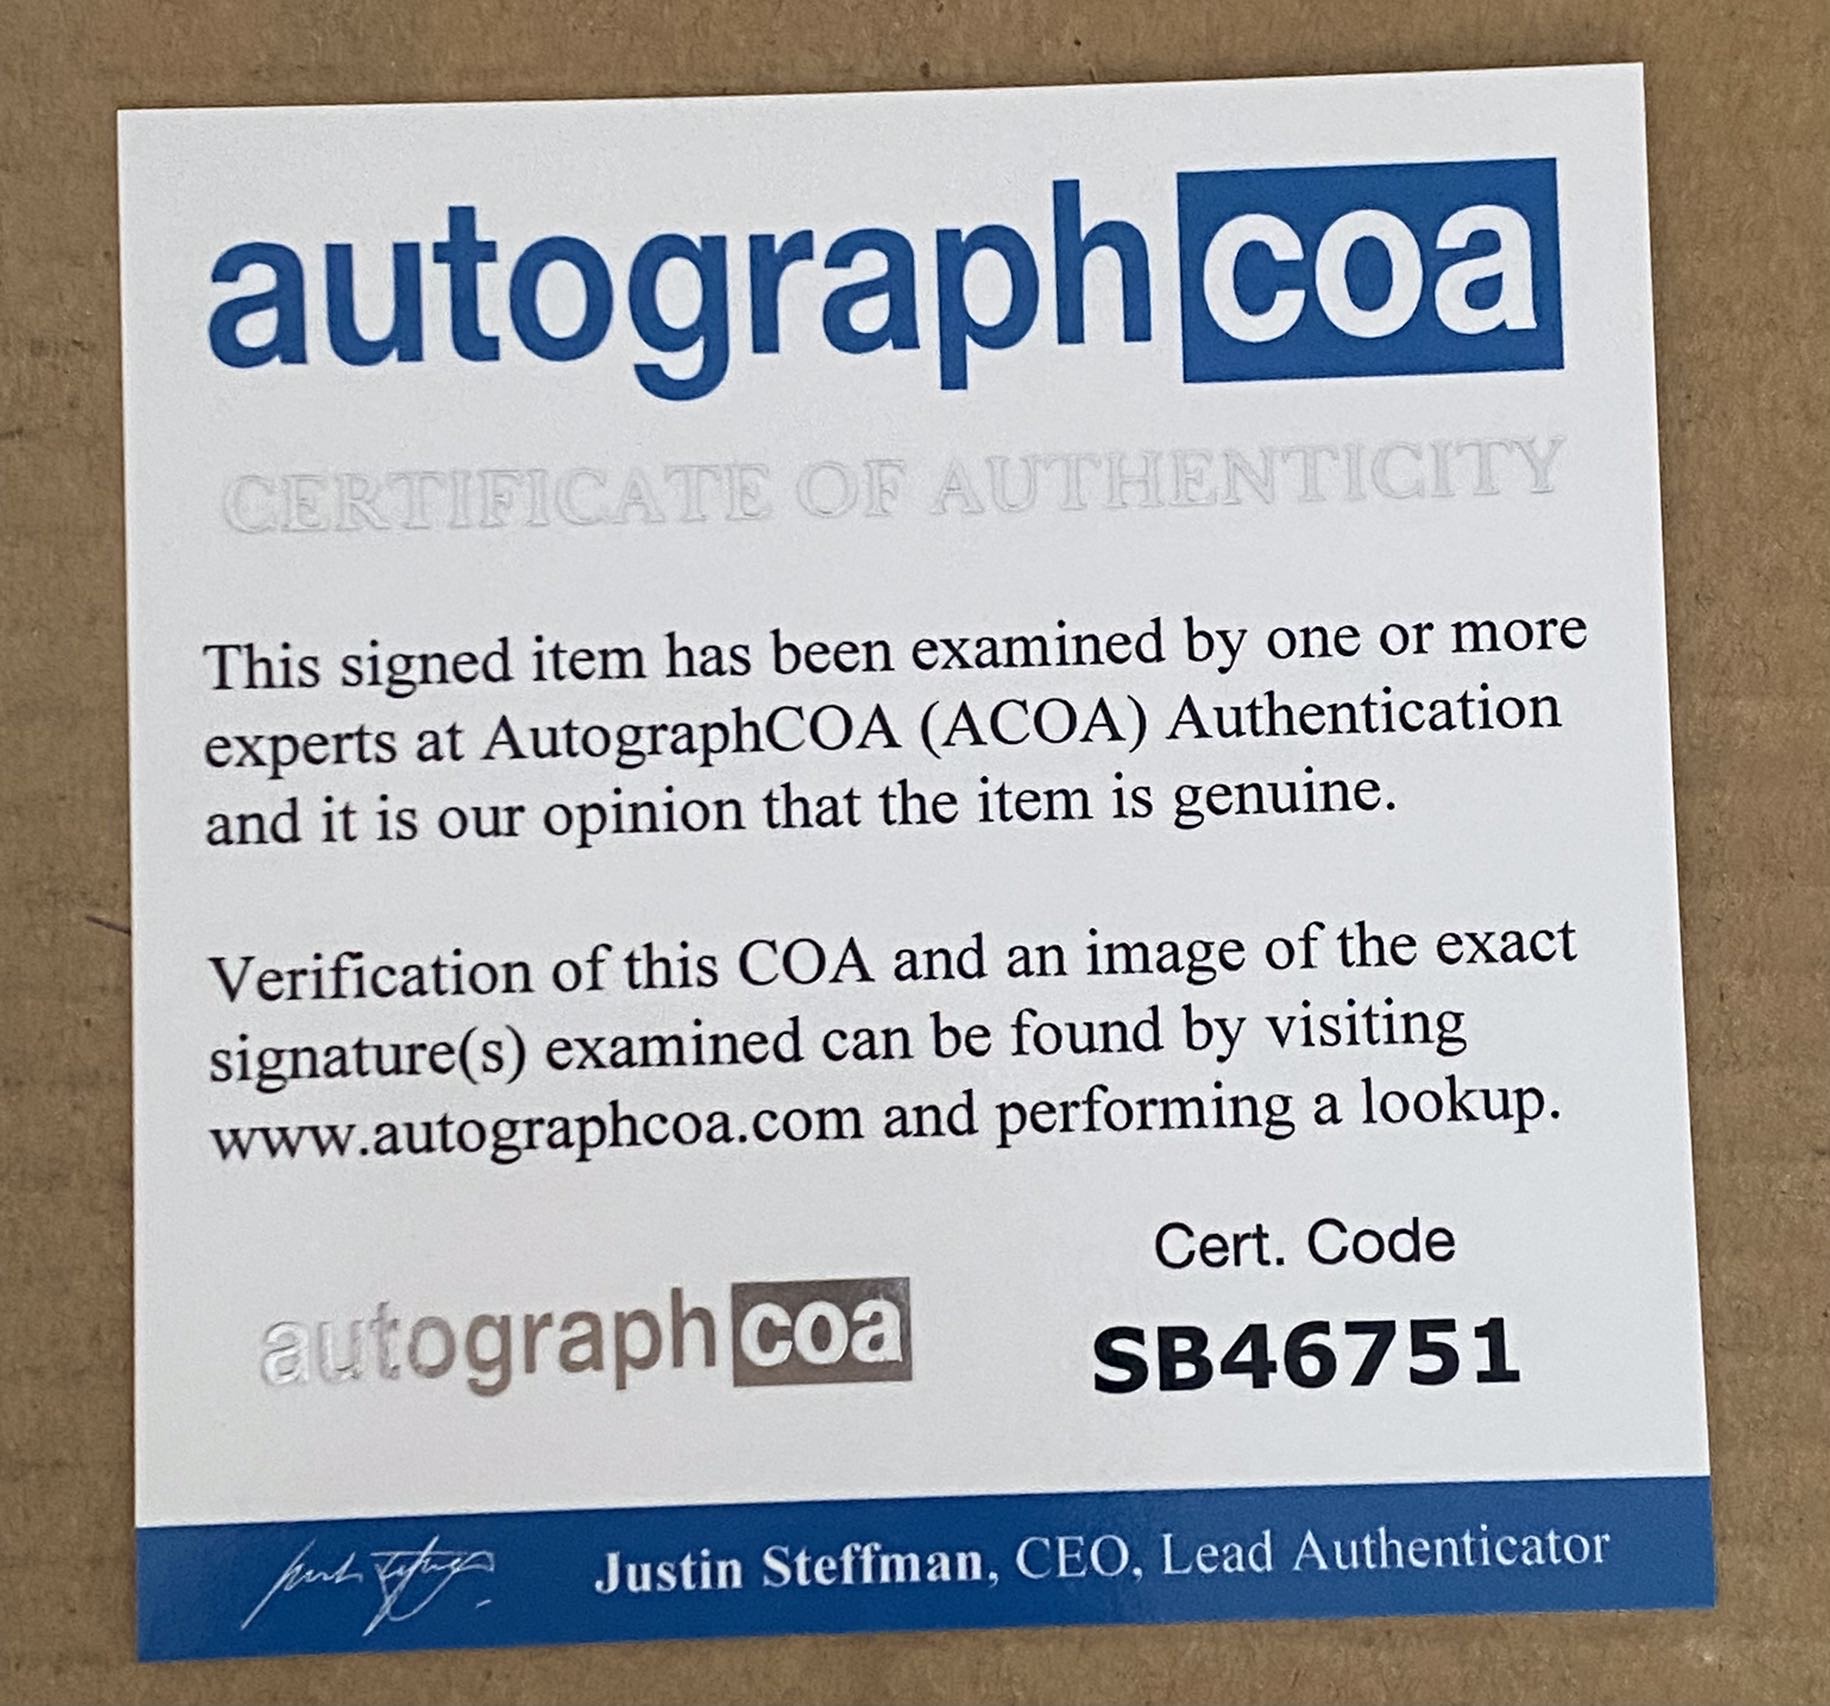 autographcoa
CERTIFICATE OF AUTHENTICITY
This signed item has been examined by one or more
experts at AutographCOA (ACOA) Authentication
and it is our opinion that the item is genuine.
Verification of this COA and an image of the exact
signature(s) examined can be found by visiting
www.autographcoa.com and performing a lookup.
Cert. Code
autographcoa SB46751
Justin Steffman, CEO, Lead Authenticator